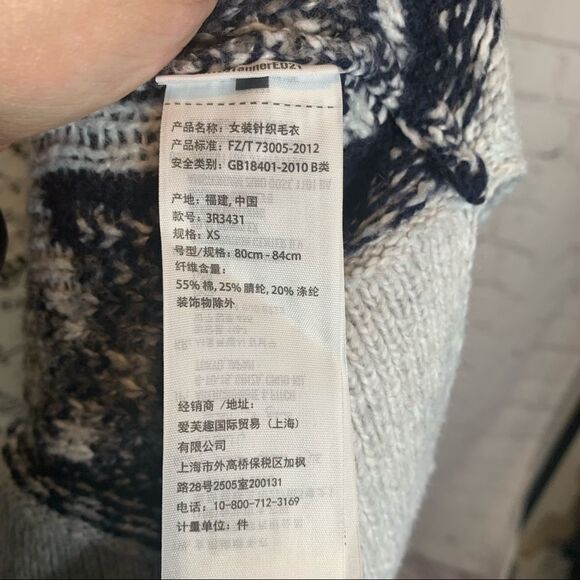 TannerED21
产品名称：女装针织毛衣
产品标准：FZ/T 73005-2012
安全类别：GB18401-2010 B类
产地：福建, 中国
款号：3R3431
规格：XS
号型/规格：80cm - 84cm
纤维含量：
55% 棉, 25% 腈纶, 20% 涤纶
装饰物除外
经销商 /地址：
爱芙趣国际贸易（上海）
有限公司
上海市外高桥保税区加枫
路28号2505室200131
电话：10-800-712-3169
计量单位：件